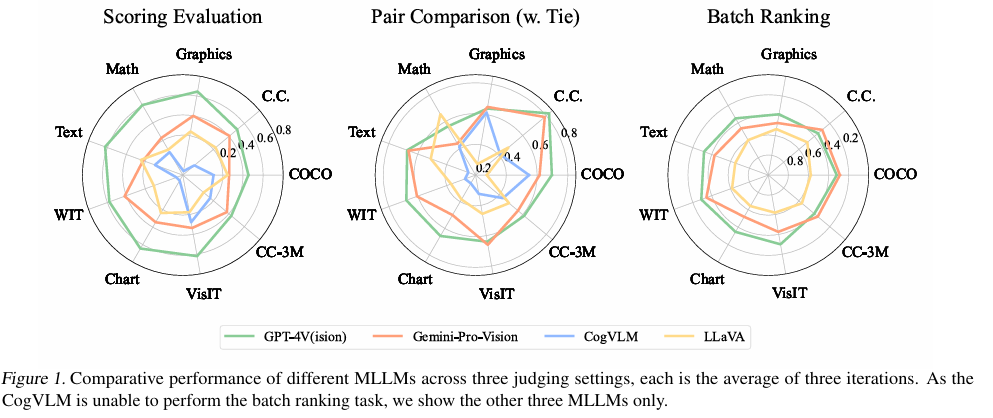 Scoring Evaluation
Pair Comparison (w. Tie)
Batch Ranking
Graphics
Math
C.C.
Text
0.2
0.4
0.6
0.8
COCO
WIT
CC-3M
Chart
VisIT
Graphics
Math
C.C.
Text
0.2
0.4
0.6
0.8
COCO
WIT
CC-3M
Chart
VisIT
Graphics
Math
C.C.
Text
0.8
0.6
0.4
0.2
COCO
WIT
CC-3M
Chart
VisIT
GPT-4V(ision)
Gemini-Pro-Vision
CogVLM
LLaVA
Figure 1. Comparative performance of different MLLMs across three judging settings, each is the average of three iterations. As the
CogVLM is unable to perform the batch ranking task, we show the other three MLLMs only.